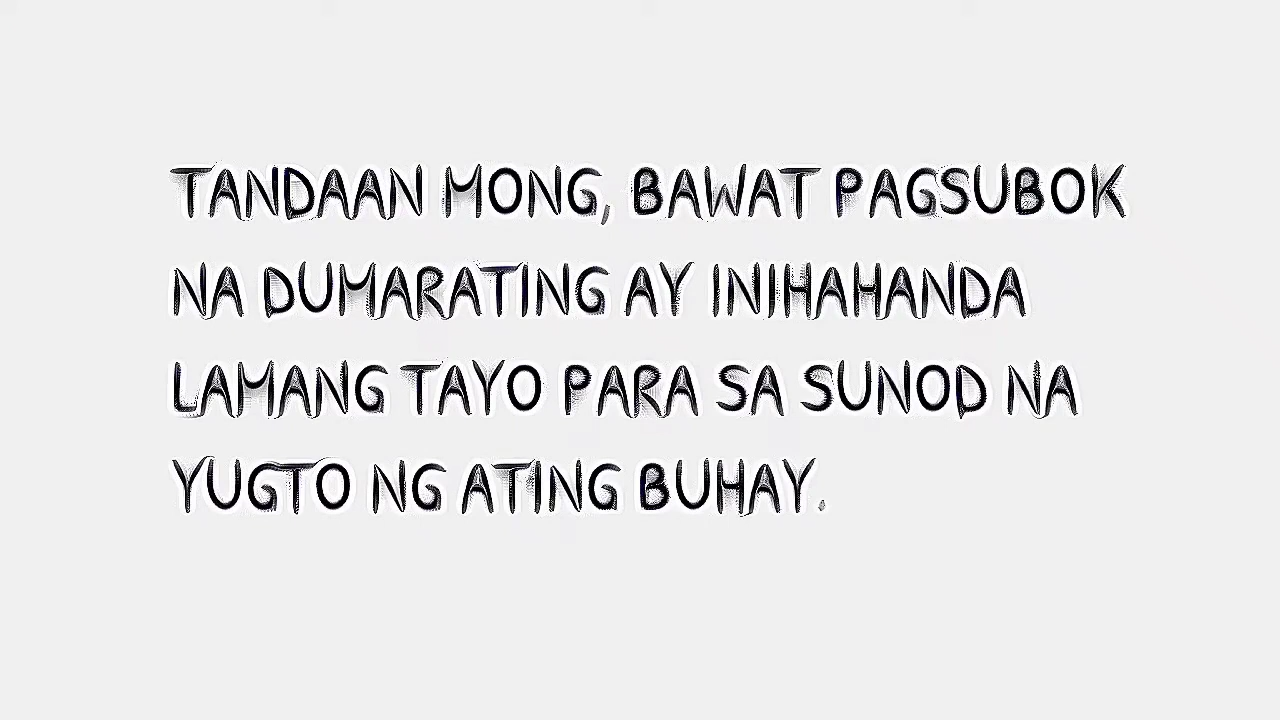 TANDAAN MONG, BAWAT PAGSUBOK
NA DUMARATING AY INIHAHANDA
LAMANG TAYO PARA SA SUNOD NA
YUGTO NG ATING BUHAY.